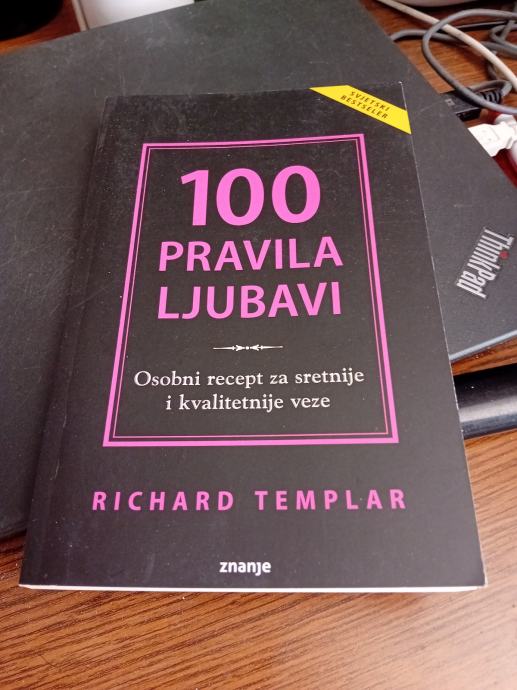 SVJETSKI
BESTSELER
100
PRAVILA
LJUBAVI
Osobni recept za sretnije
i kvalitetnije veze
RICHARD TEMPLAR
znanje
ThinkPad